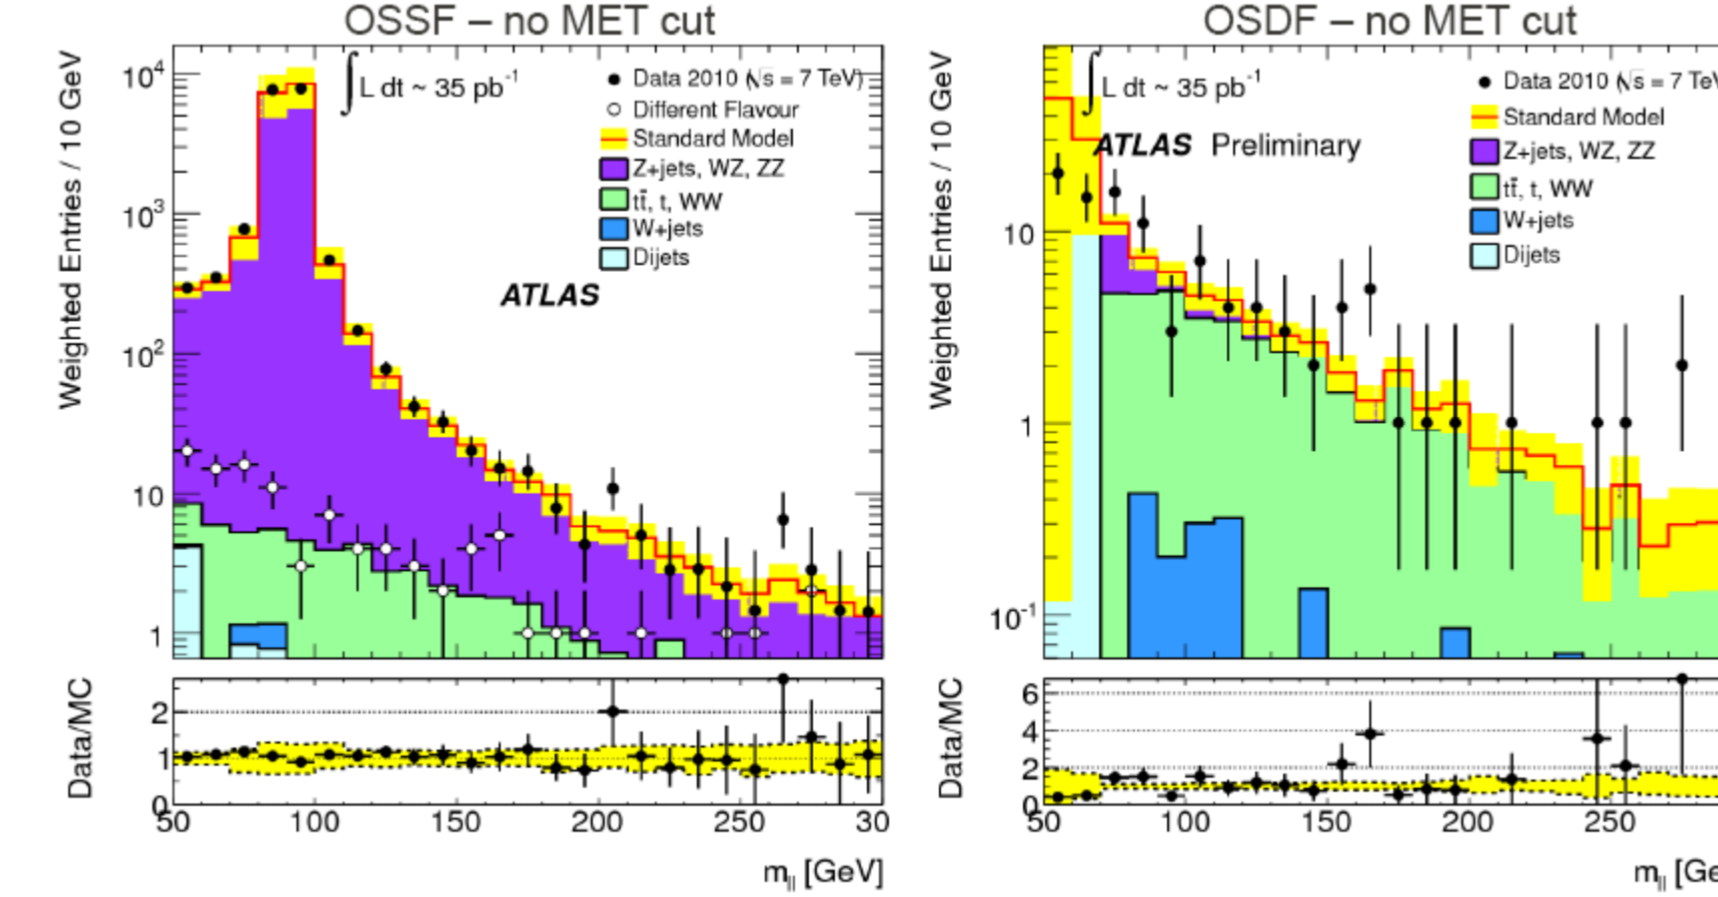 OSSF – no MET cut
∫ L dt ~ 35 pb⁻¹
Data 2010 (√s = 7 TeV)
Different Flavour
Standard Model
Z+jets, WZ, ZZ
tt̄, t, WW
W+jets
Dijets
ATLAS
Weighted Entries / 10 GeV
10⁴
10³
10²
10
1
Data/MC
2
1
0
50 100 150 200 250 30
m_ll [GeV]
OSDF – no MET cut
∫ L dt ~ 35 pb⁻¹
Data 2010 (√s = 7 TeV
Standard Model
ATLAS Preliminary
Z+jets, WZ, ZZ
tt̄, t, WW
W+jets
Dijets
Weighted Entries / 10 GeV
10
1
10⁻¹
Data/MC
6
4
2
0
50 100 150 200 250
m_ll [Ge